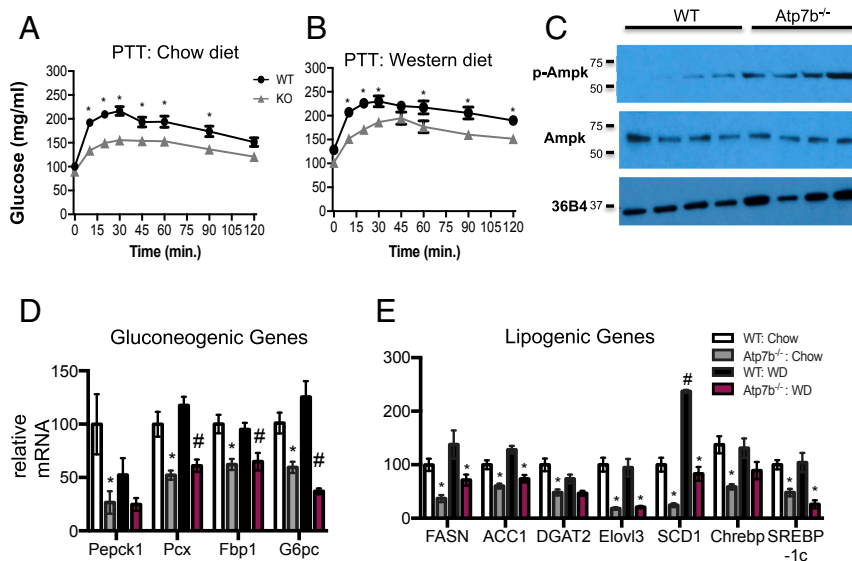 A
PTT: Chow diet
Glucose (mg/ml)
300
250
200
150
100
50
0
* * * * * *
WT
KO
0 15 30 45 60 75 90 105 120
Time (min.)
B
PTT: Western diet
300
250
200
150
100
50
0
* * * * * *
0 15 30 45 60 75 90 105 120
Time (min.)
C
WT Atp7b-/-
p-Ampk 75
50
Ampk 75
50
36B4 37
D
Gluconeogenic Genes
relative
mRNA
150
100
50
0
* * # * # * #
Pepck1 Pcx Fbp1 G6pc
E
Lipogenic Genes
WT: Chow
Atp7b-/-: Chow
WT: WD
Atp7b-/-: WD
300
200
100
0
* * * * * * * * # * * * *
FASN ACC1 DGAT2 Elovl3 SCD1 Chrebp SREBP
-1c